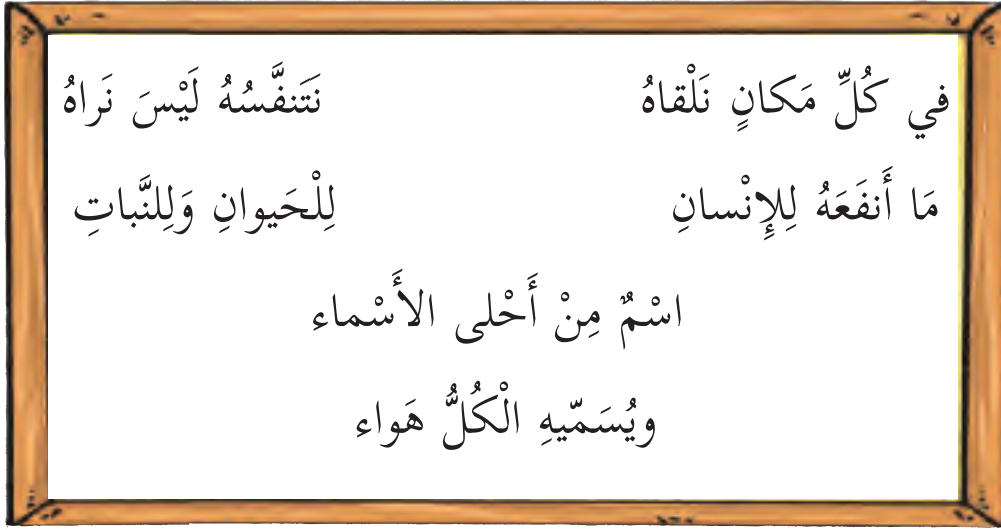 في كُلِّ مَكانٍ نَلْقاهُ نَتَنفَّسُهُ لَيْسَ نَراهُ
مَا أَنفَعَهُ لِلإِنْسانِ لِلْحَيوانِ وَلِلنَّباتِ
اسْمٌ مِنْ أَحْلى الأَسْماء
ويُسَمّيهِ الْكُلُّ هَواء